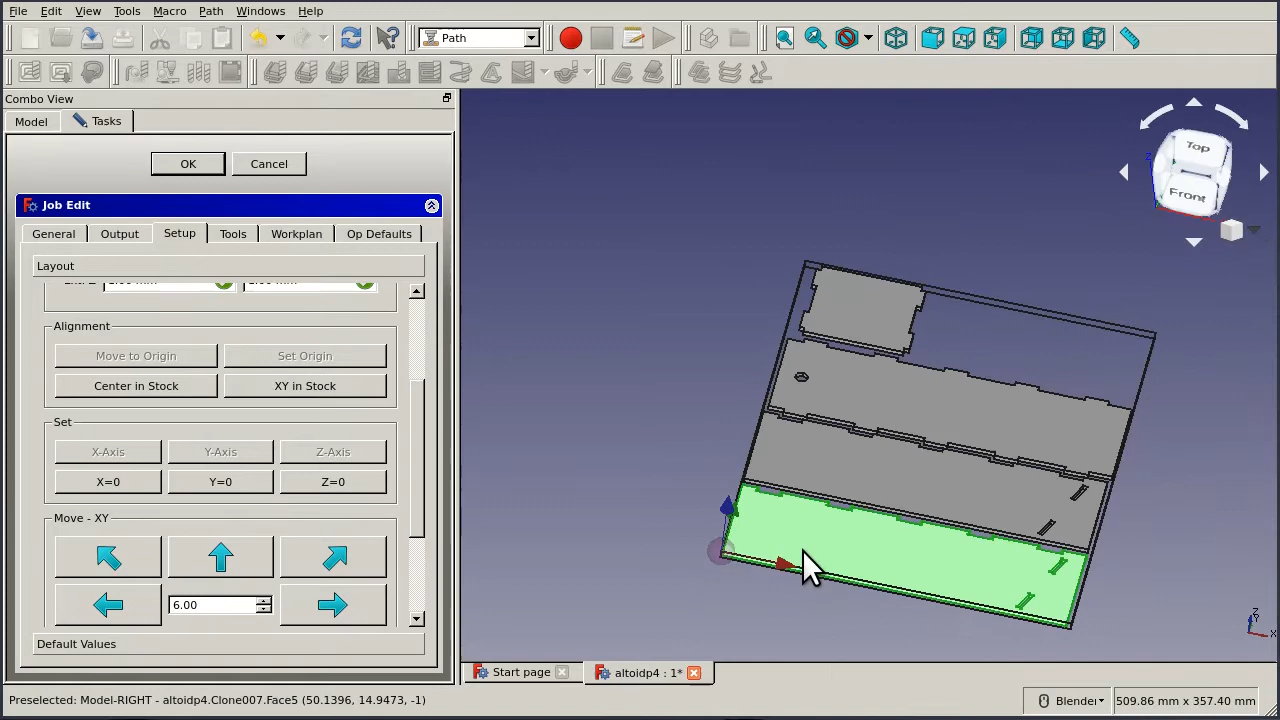 File Edit View Tools Macro Path Windows Help
Path
Combo View
Model Tasks
OK Cancel
Job Edit
General Output Setup Tools Workplan Op Defaults
Layout
Alignment
Move to Origin Set Origin
Center in Stock XY in Stock
Set
X-Axis Y-Axis Z-Axis
X=0 Y=0 Z=0
Move - XY
6.00
Default Values
Top
Front
Z
Z
Y
X
Start page altoidp4 : 1*
Preselected: Model-RIGHT - altoidp4.Clone007.Face5 (50.1396, 14.9473, -1)
Blender 509.86 mm x 357.40 mm